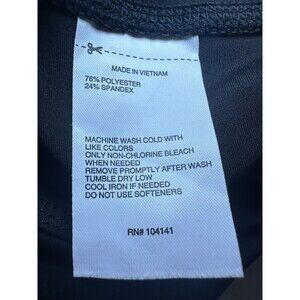 MADE IN VIETNAM
76% POLYESTER
24% SPANDEX
MACHINE WASH COLD WITH
LIKE COLORS
ONLY NON-CHLORINE BLEACH
WHEN NEEDED
REMOVE PROMPTLY AFTER WASH
TUMBLE DRY LOW
COOL IRON IF NEEDED
DO NOT USE SOFTENERS
RN# 104141